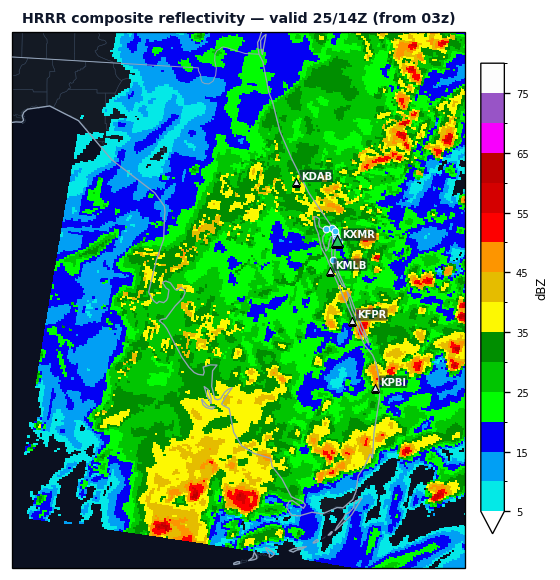 HRRR composite reflectivity — valid 25/14Z (from 03z)
75
65
55
45
35
25
15
5
dBZ
KDAB
KXMR
KMLB
KFPR
KPBI